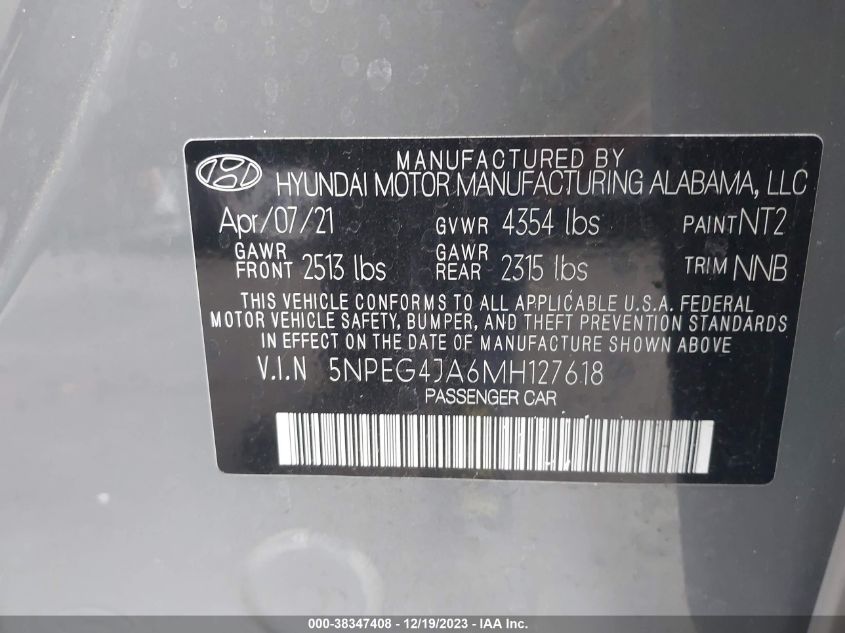 MANUFACTURED BY
HYUNDAI MOTOR MANUFACTURING ALABAMA, LLC
Apr/07/21 GVWR 4354 lbs PAINT NT2
GAWR FRONT 2513 lbs GAWR REAR 2315 lbs TRIM NNB
THIS VEHICLE CONFORMS TO ALL APPLICABLE U.S.A. FEDERAL
MOTOR VEHICLE SAFETY, BUMPER, AND THEFT PREVENTION STANDARDS
IN EFFECT ON THE DATE OF MANUFACTURE SHOWN ABOVE.
V.I.N 5NPEG4JA6MH127618
PASSENGER CAR
000-38347408 - 12/19/2023 - IAA Inc.